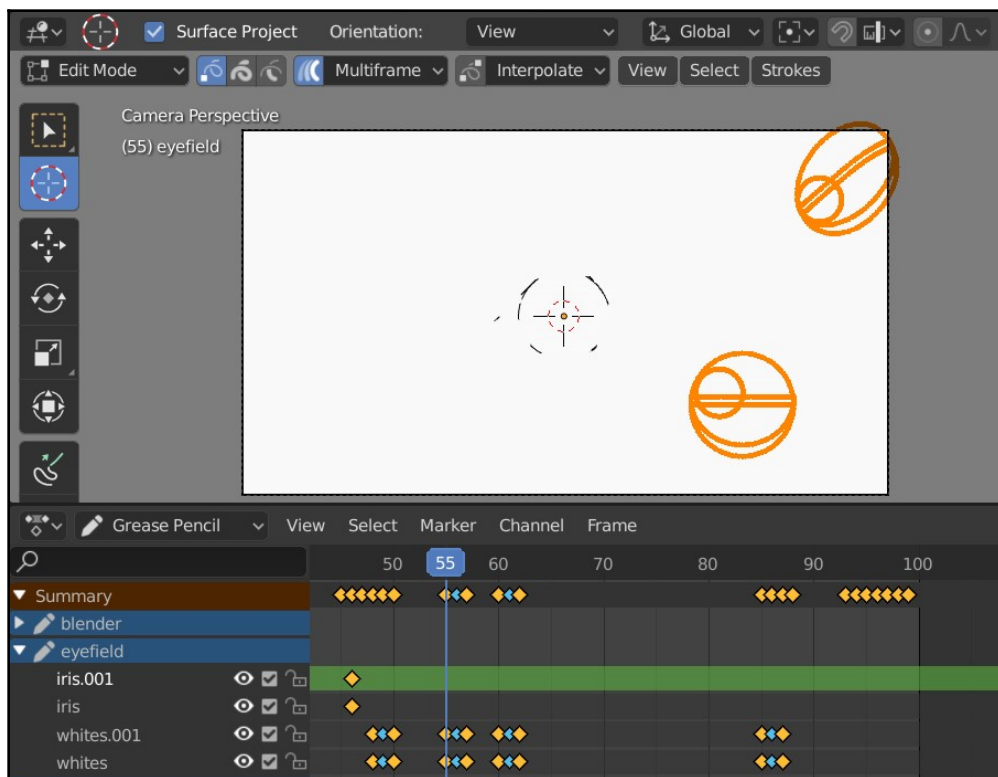 Surface Project Orientation: View Global
Edit Mode Multiframe Interpolate View Select Strokes
Camera Perspective
(55) eyefield
Grease Pencil View Select Marker Channel Frame
50 55 60 70 80 90 100
Summary
blender
eyefield
iris.001
iris
whites.001
whites